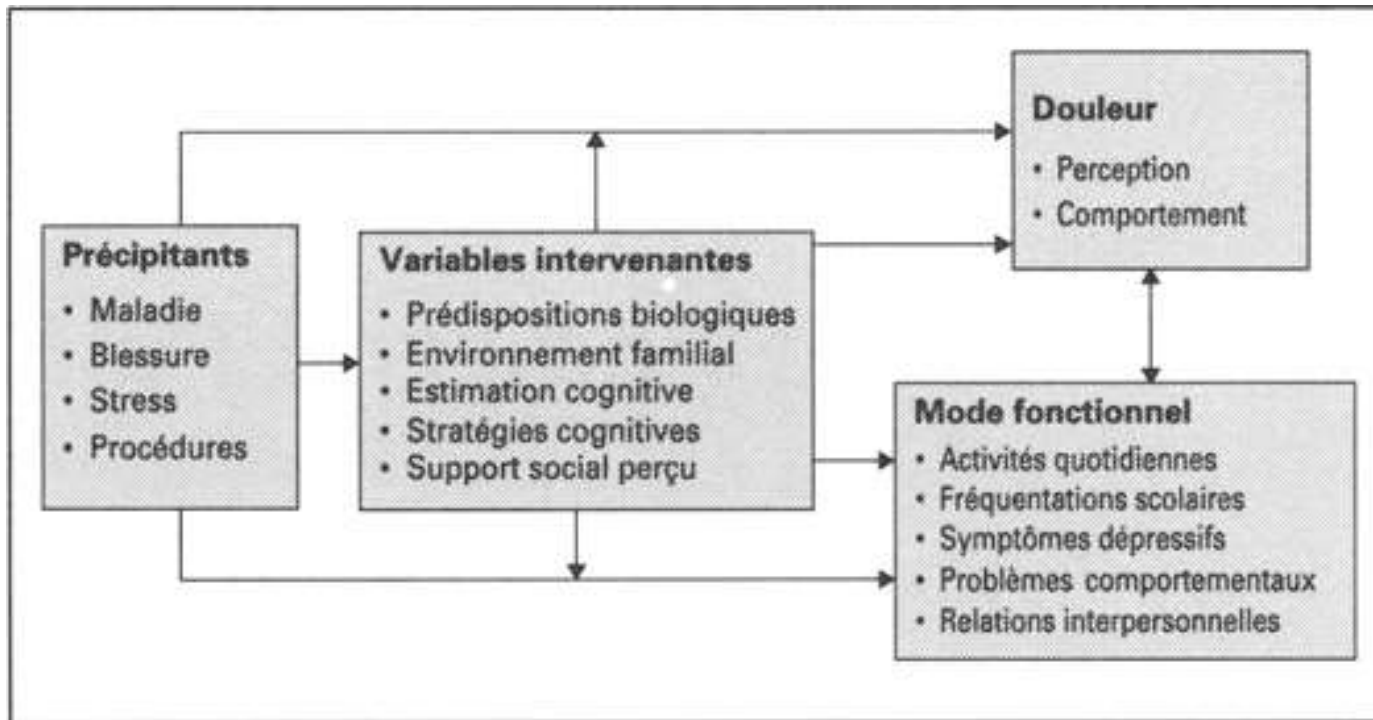 Précipitants
• Maladie
• Blessure
• Stress
• Procédures
Variables intervenantes
• Prédispositions biologiques
• Environnement familial
• Estimation cognitive
• Stratégies cognitives
• Support social perçu
Douleur
• Perception
• Comportement
Mode fonctionnel
• Activités quotidiennes
• Fréquentations scolaires
• Symptômes dépressifs
• Problèmes comportementaux
• Relations interpersonnelles